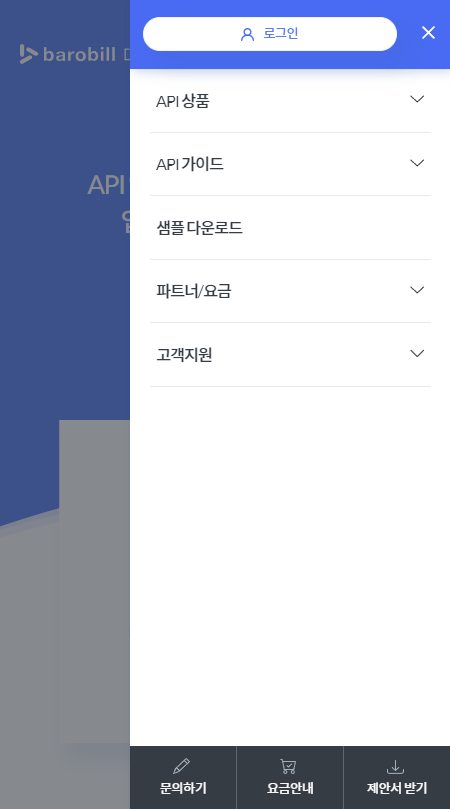 로그인
barobill D
API
API 상품
API 가이드
샘플 다운로드
파트너/요금
고객지원
문의하기
요금안내
제안서 받기